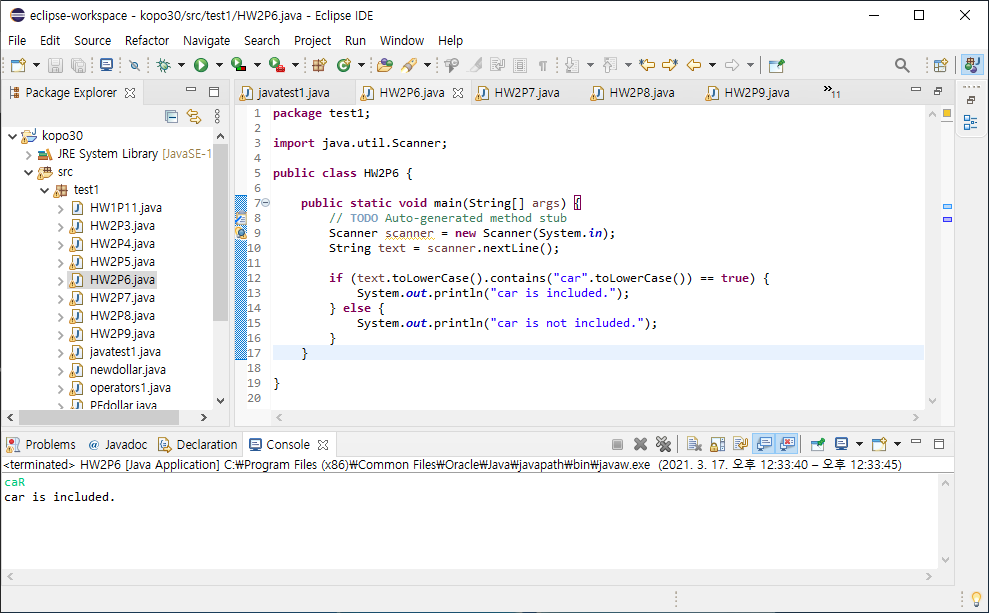 eclipse-workspace - kopo30/src/test1/HW2P6.java - Eclipse IDE
File Edit Source Refactor Navigate Search Project Run Window Help
Package Explorer
kopo30
JRE System Library [JavaSE-1
src
test1
HW1P11.java
HW2P3.java
HW2P4.java
HW2P5.java
HW2P6.java
HW2P7.java
HW2P8.java
HW2P9.java
javatest1.java
newdollar.java
operators1.java
PEdollar.java
javatest1.java HW2P6.java HW2P7.java HW2P8.java HW2P9.java »11
1 package test1;
2
3 import java.util.Scanner;
4
5 public class HW2P6 {
6
7 public static void main(String[] args) {
8 // TODO Auto-generated method stub
9 Scanner scanner = new Scanner(System.in);
10 String text = scanner.nextLine();
11
12 if (text.toLowerCase().contains("car".toLowerCase()) == true) {
13 System.out.println("car is included.");
14 } else {
15 System.out.println("car is not included.");
16 }
17 }
18
19 }
20
Problems @ Javadoc Declaration Console
<terminated> HW2P6 [Java Application] C:₩Program Files (x86)₩Common Files₩Oracle₩Java₩javapath₩bin₩javaw.exe (2021. 3. 17. 오후 12:33:40 – 오후 12:33:45)
caR
car is included.